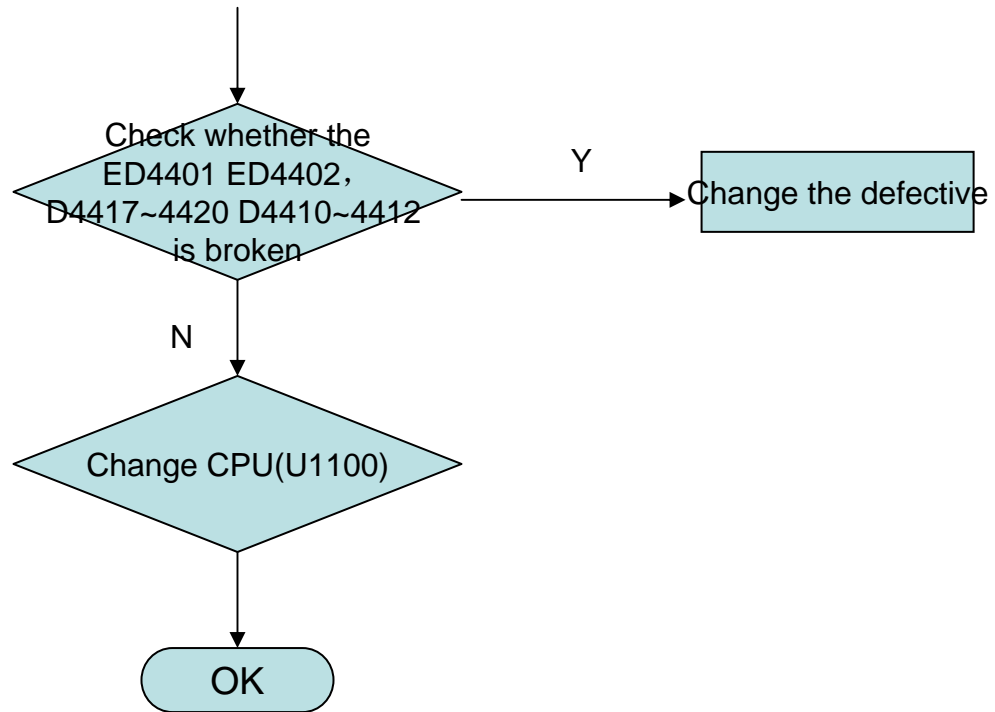 Check whether the
ED4401 ED4402，
D4417~4420 D4410~4412
is broken
Y
Change the defective
N
Change CPU(U1100)
OK